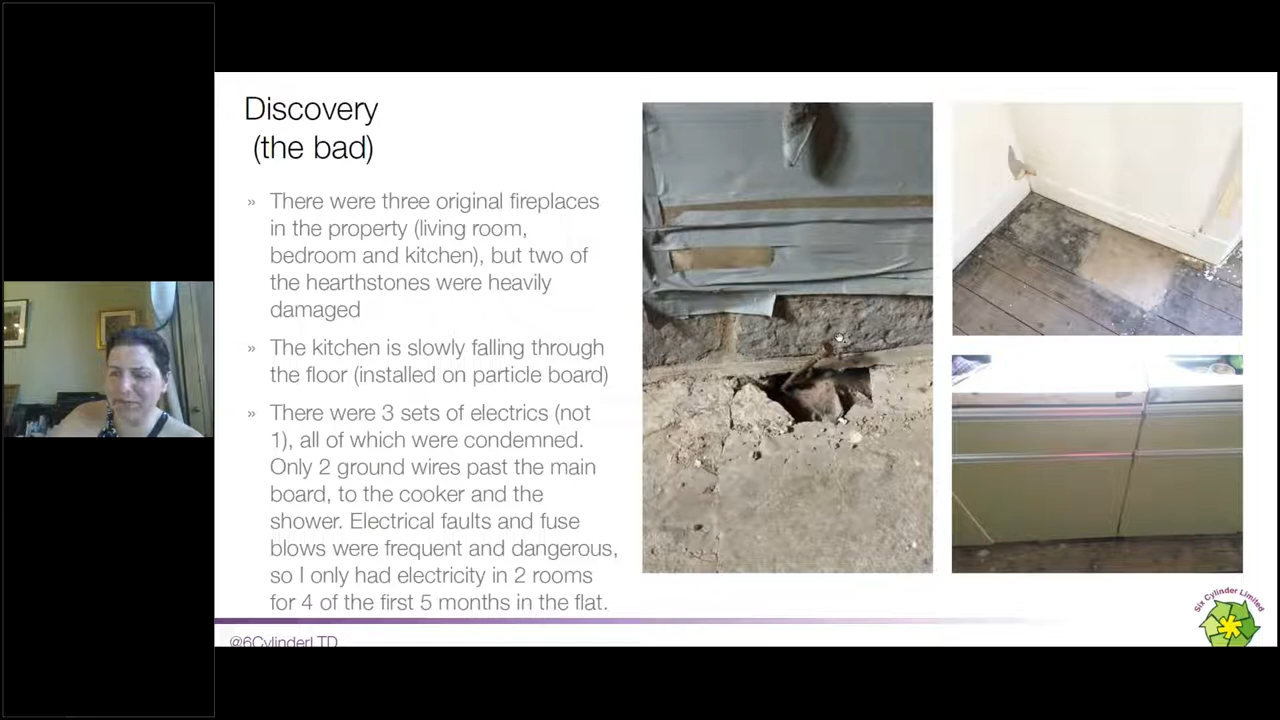 Discovery
(the bad)
» There were three original fireplaces
in the property (living room,
bedroom and kitchen), but two of
the hearthstones were heavily
damaged
» The kitchen is slowly falling through
the floor (installed on particle board)
» There were 3 sets of electrics (not
1), all of which were condemned.
Only 2 ground wires past the main
board, to the cooker and the
shower. Electrical faults and fuse
blows were frequent and dangerous,
so I only had electricity in 2 rooms
for 4 of the first 5 months in the flat.
@6CylinderLTD
Six Cylinder Limited